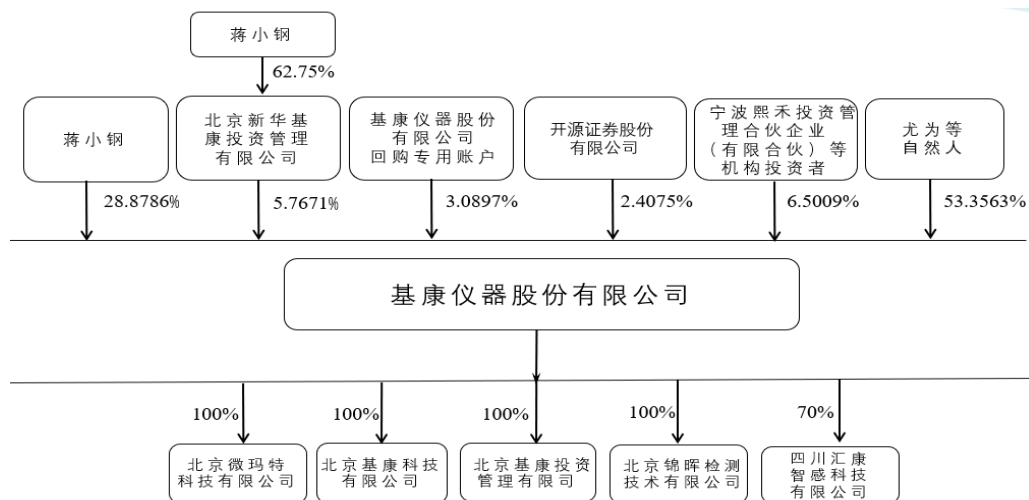 蒋小钢
62.75%
蒋小钢
北京新华基
康投资管理
有限公司
基康仪器股份
有限公司
回购专用账户
开源证券股份
有限公司
宁波熙禾投资管
理合伙企业
(有限合伙)等
机构投资者
尤为等
自然人
28.8786%
5.7671%
3.0897%
2.4075%
6.5009%
53.3563%
基康仪器股份有限公司
100%
100%
100%
100%
70%
北京微玛特
科技有限公司
北京基康科技
有限公司
北京基康投资
管理有限公司
北京锦晖检测
技术有限公司
四川汇康
智感科技
有限公司